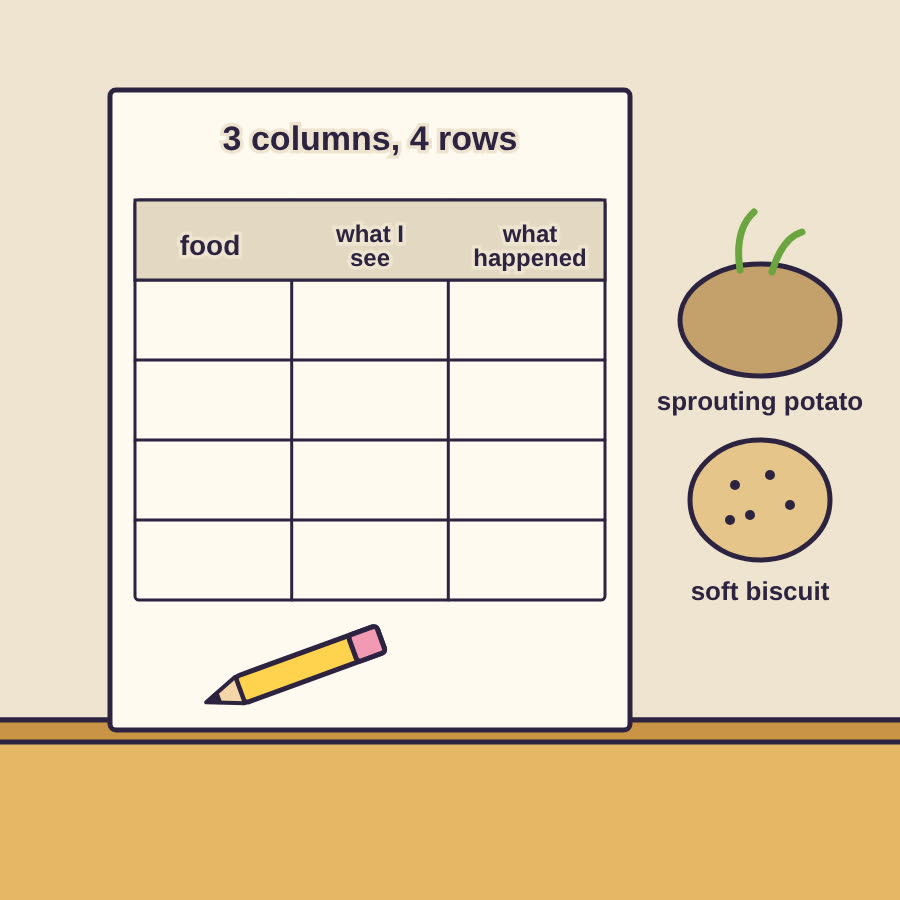 3 columns, 4 rows
food
what I
see
what
happened
sprouting potato
soft biscuit